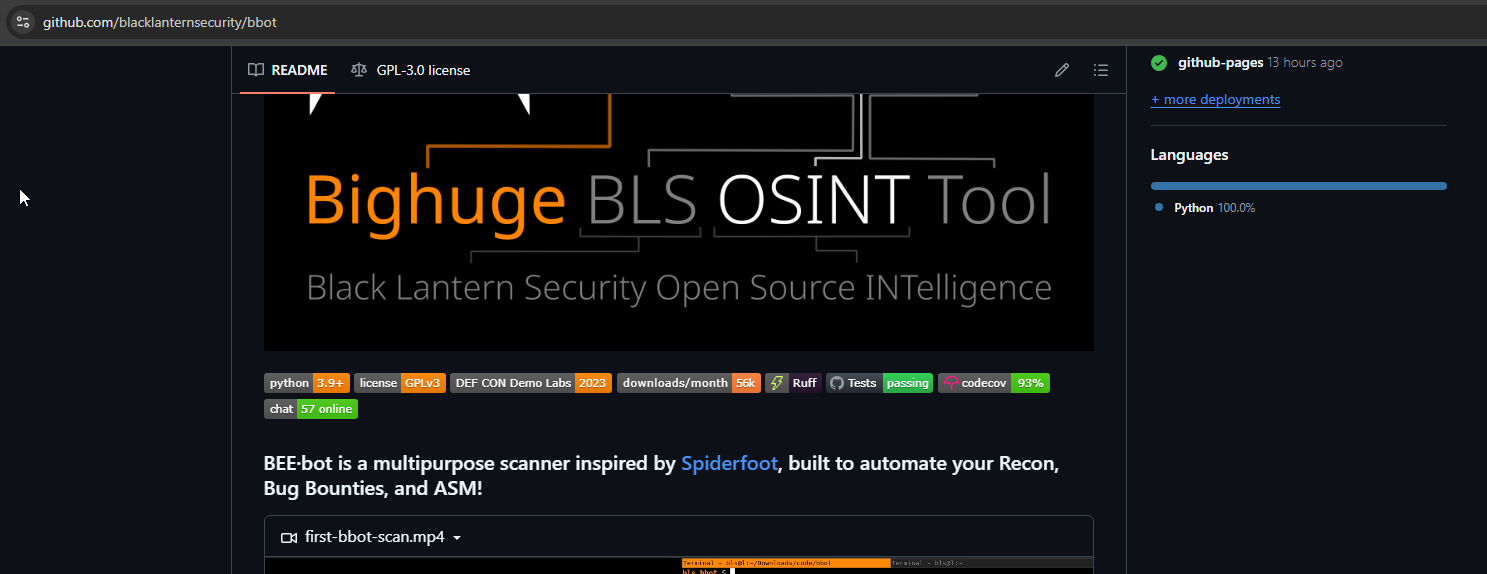 github.com/blacklanternsecurity/bbot
README
GPL-3.0 license
Bighuge BLS OSINT Tool
Black Lantern Security Open Source INTelligence
python 3.9+ license GPLv3 DEF CON Demo Labs 2023 downloads/month 56k Ruff Tests passing codecov 93%
chat 57 online
BEE·bot is a multipurpose scanner inspired by Spiderfoot, built to automate your Recon,
Bug Bounties, and ASM!
first-bbot-scan.mp4
Terminal - bls@l:~/Downloads/code/bbot
Terminal - bls@l:~
bls bbot $
github-pages 13 hours ago
+ more deployments
Languages
Python 100.0%